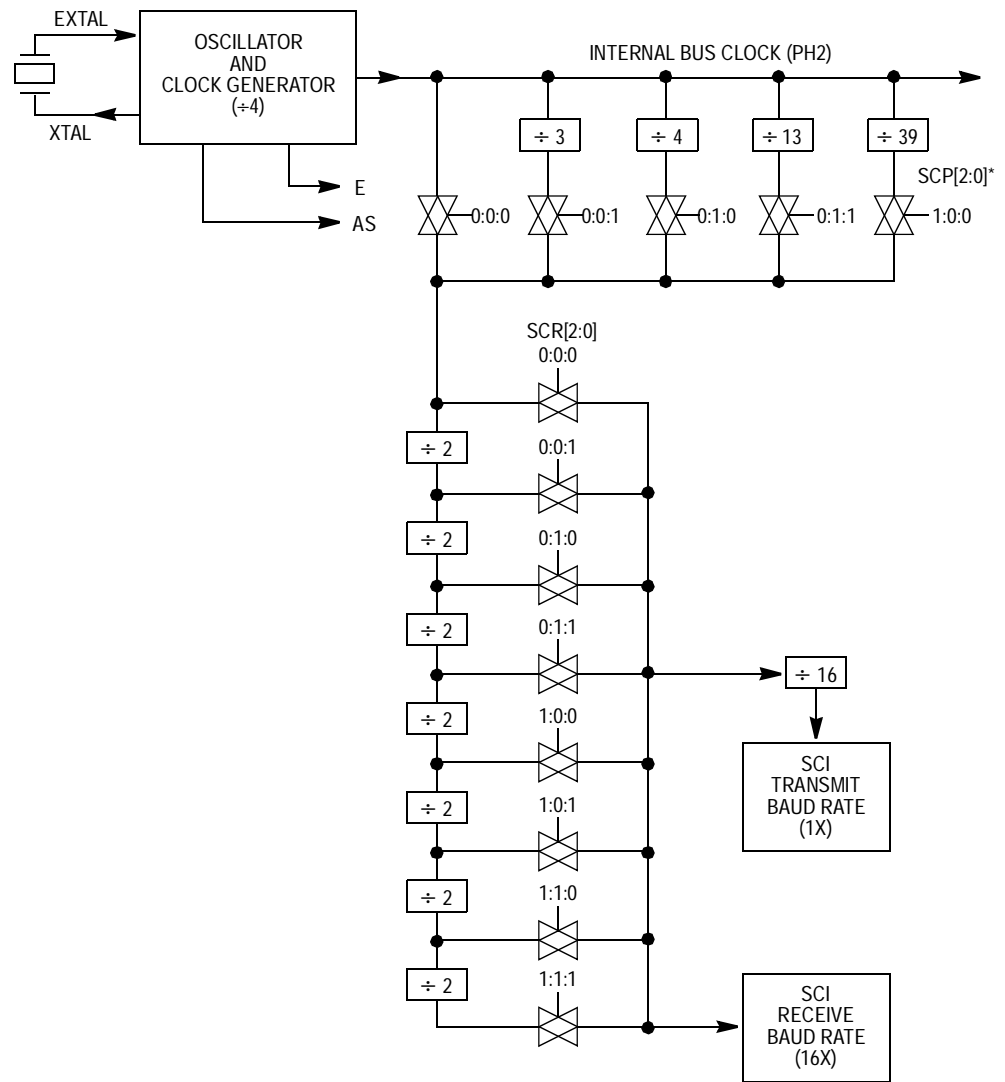 EXTAL
XTAL
OSCILLATOR
AND
CLOCK GENERATOR
(÷4)
E
AS
INTERNAL BUS CLOCK (PH2)
÷ 3
÷ 4
÷ 13
÷ 39
SCP[2:0]*
0:0:0
0:0:1
0:1:0
0:1:1
1:0:0
SCR[2:0]
0:0:0
÷ 2
0:0:1
÷ 2
0:1:0
÷ 2
0:1:1
÷ 2
1:0:0
÷ 2
1:0:1
÷ 2
1:1:0
÷ 2
1:1:1
÷ 16
SCI
TRANSMIT
BAUD RATE
(1X)
SCI
RECEIVE
BAUD RATE
(16X)